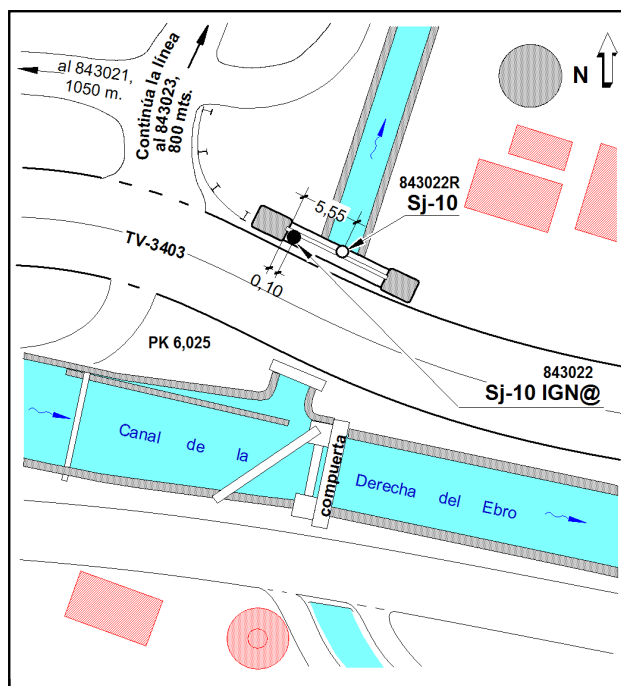 al 843021,
1050 m.
Continúa la línea
al 843023,
800 mts.
N
843022R
Sj-10
5,55
TV-3403
0,10
PK 6,025
843022
Sj-10 IGN@
Canal de la
compuerta
Derecha del Ebro